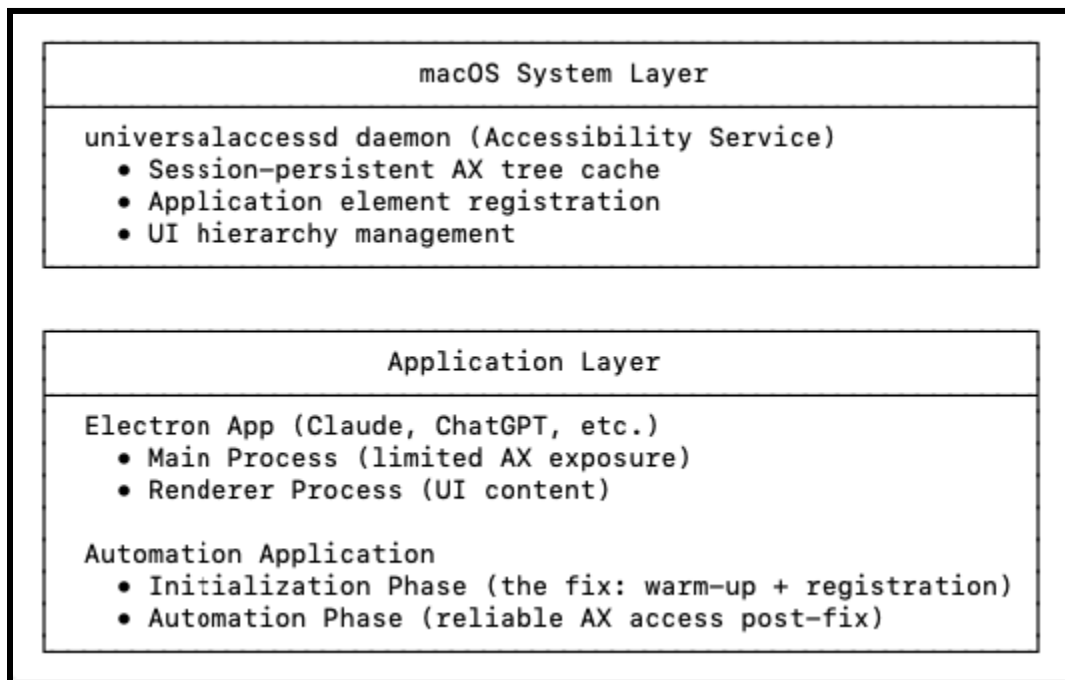 macOS System Layer
universalaccessd daemon (Accessibility Service)
• Session-persistent AX tree cache
• Application element registration
• UI hierarchy management
Application Layer
Electron App (Claude, ChatGPT, etc.)
• Main Process (limited AX exposure)
• Renderer Process (UI content)
Automation Application
• Initialization Phase (the fix: warm-up + registration)
• Automation Phase (reliable AX access post-fix)